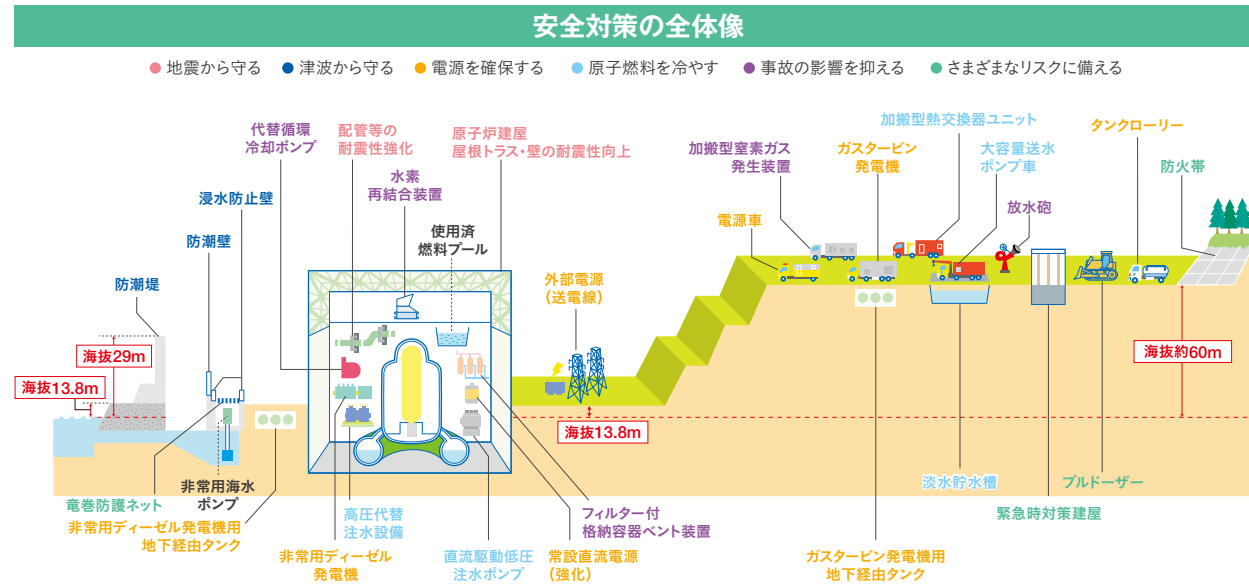 安全対策の全体像
● 地震から守る ● 津波から守る ● 電源を確保する ● 原子燃料を冷やす ● 事故の影響を抑える ● さまざまなリスクに備える
代替循環
冷却ポンプ
配管等の
耐震性強化
原子炉建屋
屋根トラス・壁の耐震性向上
水素
再結合装置
使用済
燃料プール
浸水防止壁
防潮壁
防潮堤
海抜29m
海抜13.8m
外部電源
(送電線)
海抜13.8m
加搬型窒素ガス
発生装置
ガスタービン
発電機
加搬型熱交換器ユニット
大容量送水
ポンプ車
タンクローリー
防火帯
電源車
放水砲
海抜約60m
竜巻防護ネット
非常用海水
ポンプ
非常用ディーゼル発電機用
地下経由タンク
高圧代替
注水設備
非常用ディーゼル
発電機
直流駆動低圧
注水ポンプ
フィルター付
格納容器ベント装置
常設直流電源
(強化)
ガスタービン発電機用
地下経由タンク
淡水貯水槽
ブルドーザー
緊急時対策建屋